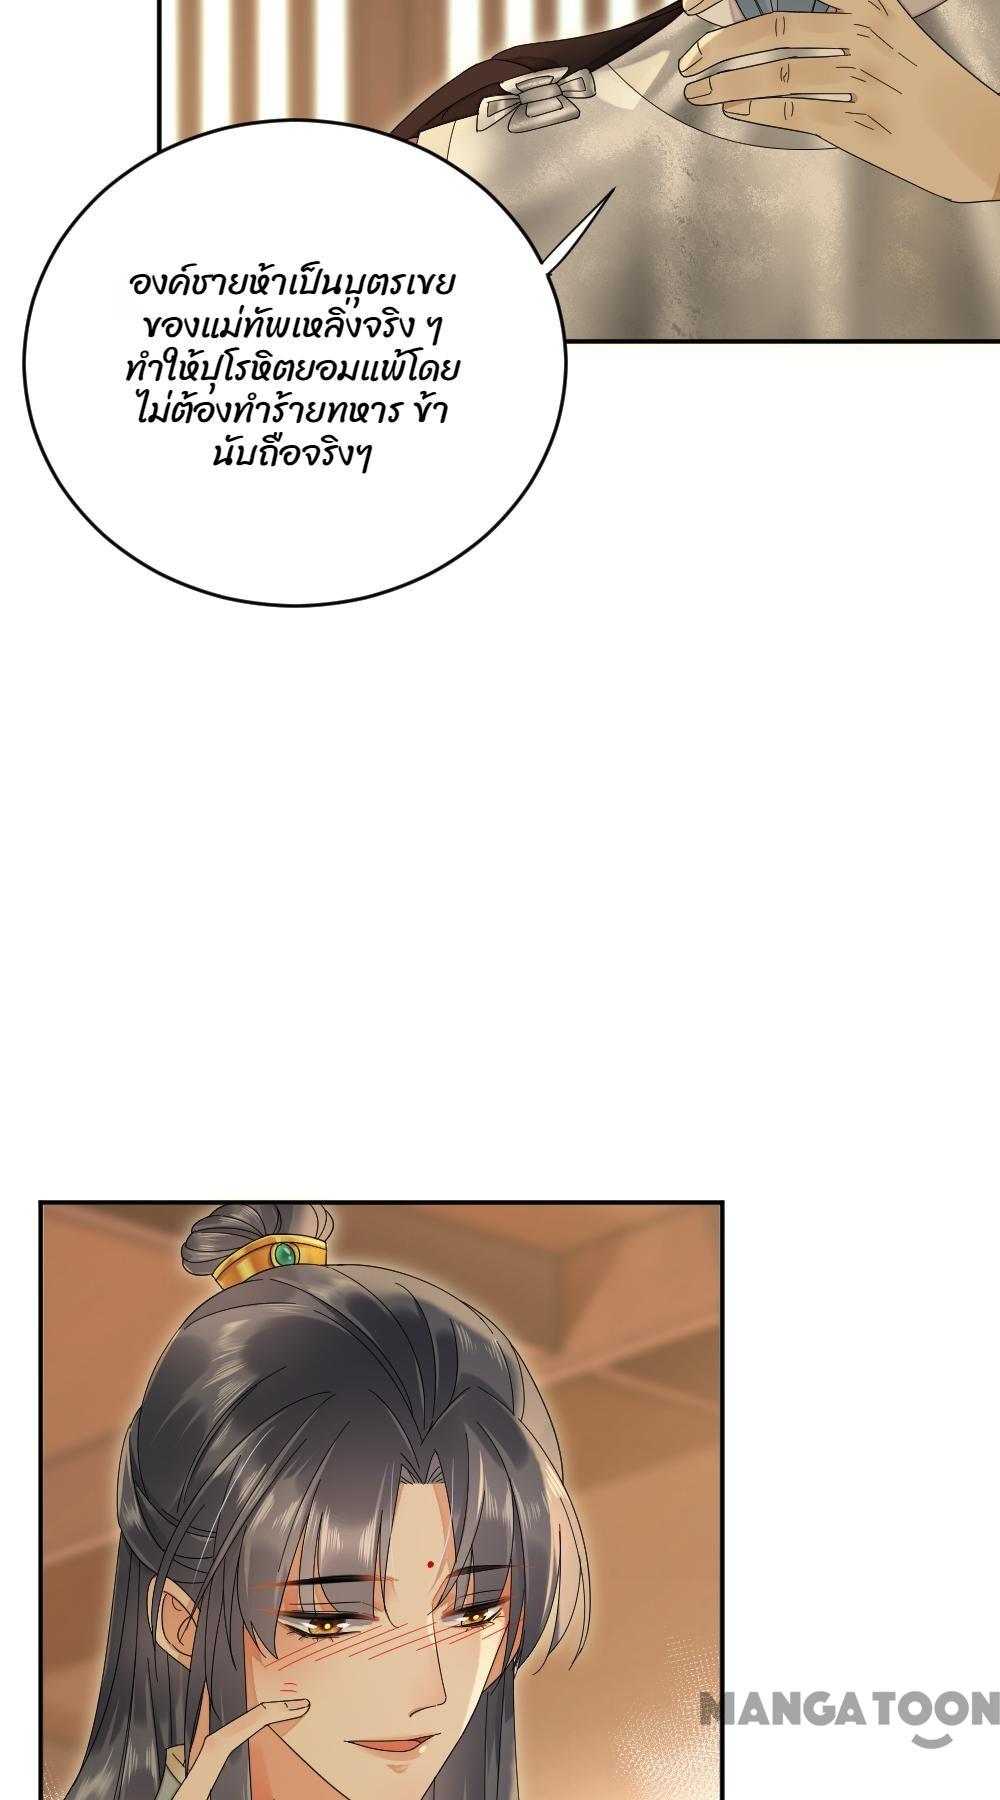 องค์ชายห้าเป็นบุตรเขย
ของแม่ทัพเหลิ่งจริง ๆ
ทำให้ปุโรหิตยอมแพ้โดย
ไม่ต้องทำร้ายทหาร ข้า
นับถือจริงๆ
MANGATOON